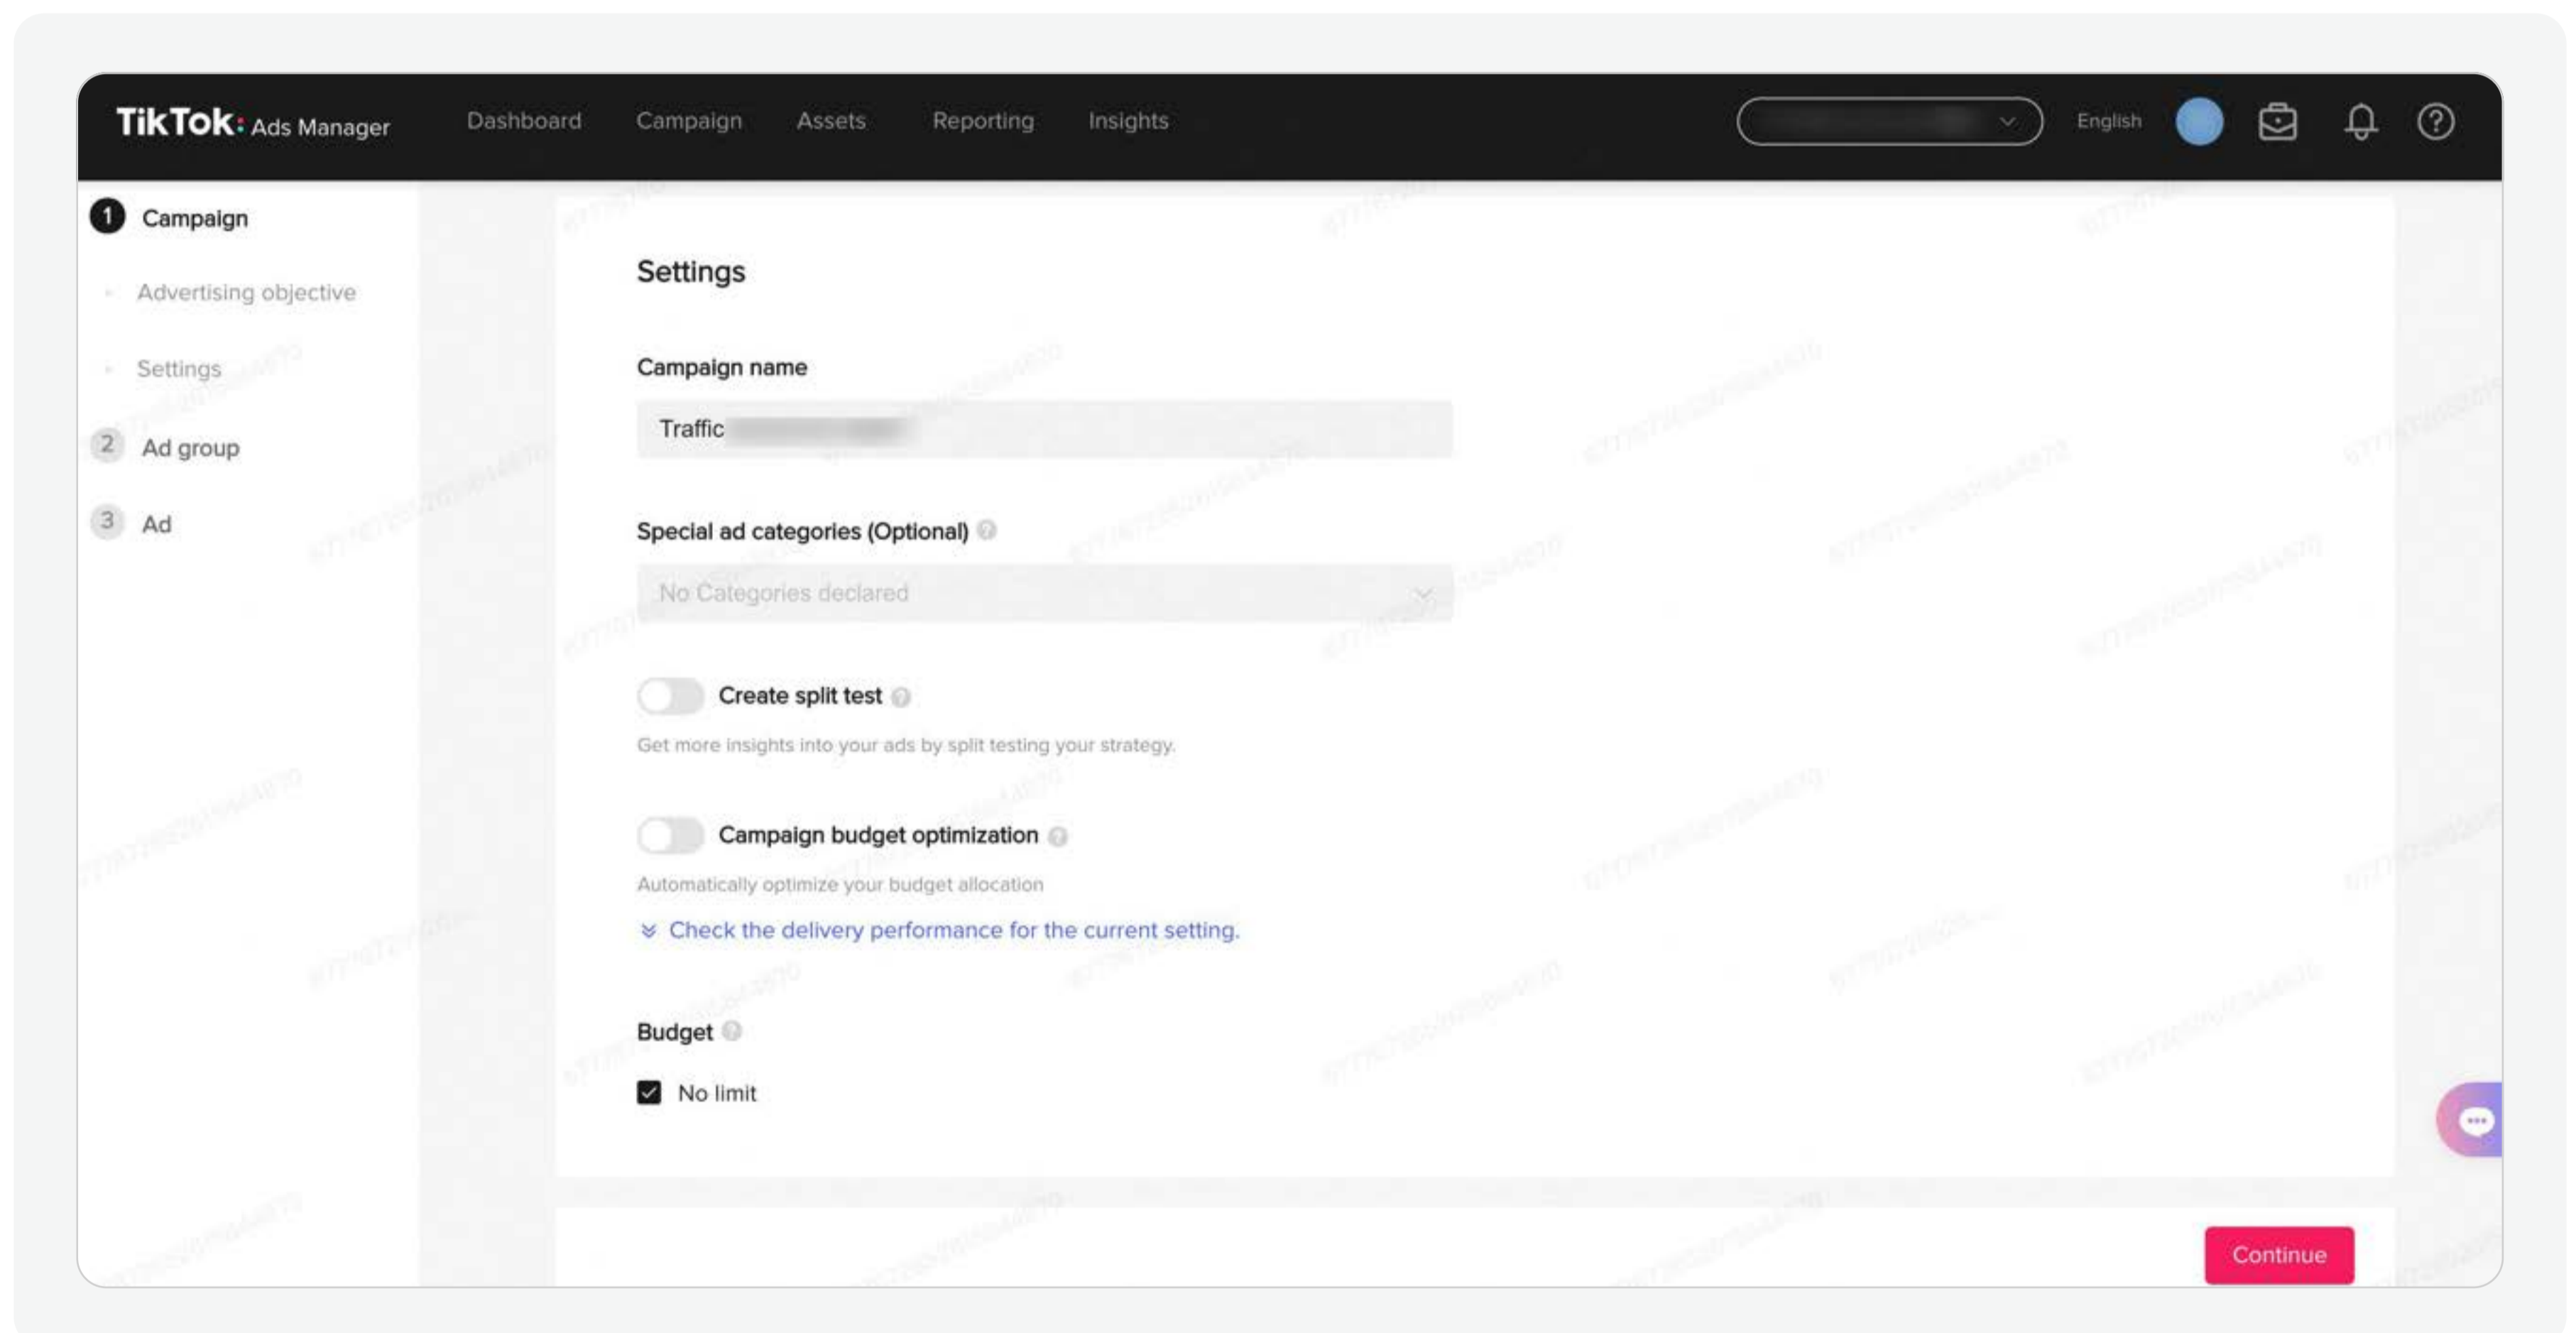 TikTok: Ads Manager Dashboard Campaign Assets Reporting Insights English
1 Campaign
Advertising objective
Settings
2 Ad group
3 Ad
Settings
Campaign name
Traffic
Special ad categories (Optional)
No Categories declared
Create split test
Get more insights into your ads by split testing your strategy.
Campaign budget optimization
Automatically optimize your budget allocation
Check the delivery performance for the current setting.
Budget
No limit
Continue